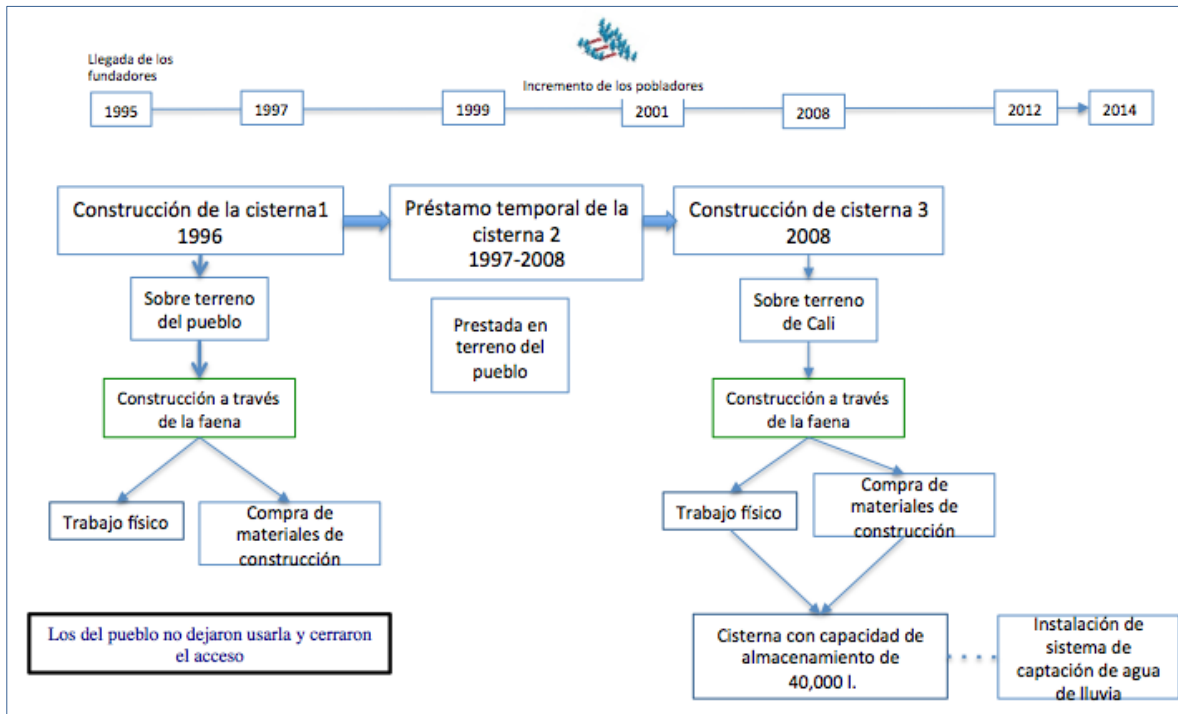 Llegada de los
fundadores
Incremento de los pobladores
1995
1997
1999
2001
2008
2012
2014
Construcción de la cisterna1
1996
Préstamo temporal de la
cisterna 2
1997-2008
Construcción de cisterna 3
2008
Sobre terreno
del pueblo
Prestada en
terreno del
pueblo
Sobre terreno
de Cali
Construcción a través
de la faena
Construcción a través
de la faena
Trabajo físico
Compra de
materiales de
construcción
Trabajo físico
Compra de
materiales de
construcción
Los del pueblo no dejaron usarla y cerraron
el acceso
Cisterna con capacidad de
almacenamiento de
40,000 l.
Instalación de
sistema de
captación de agua
de lluvia